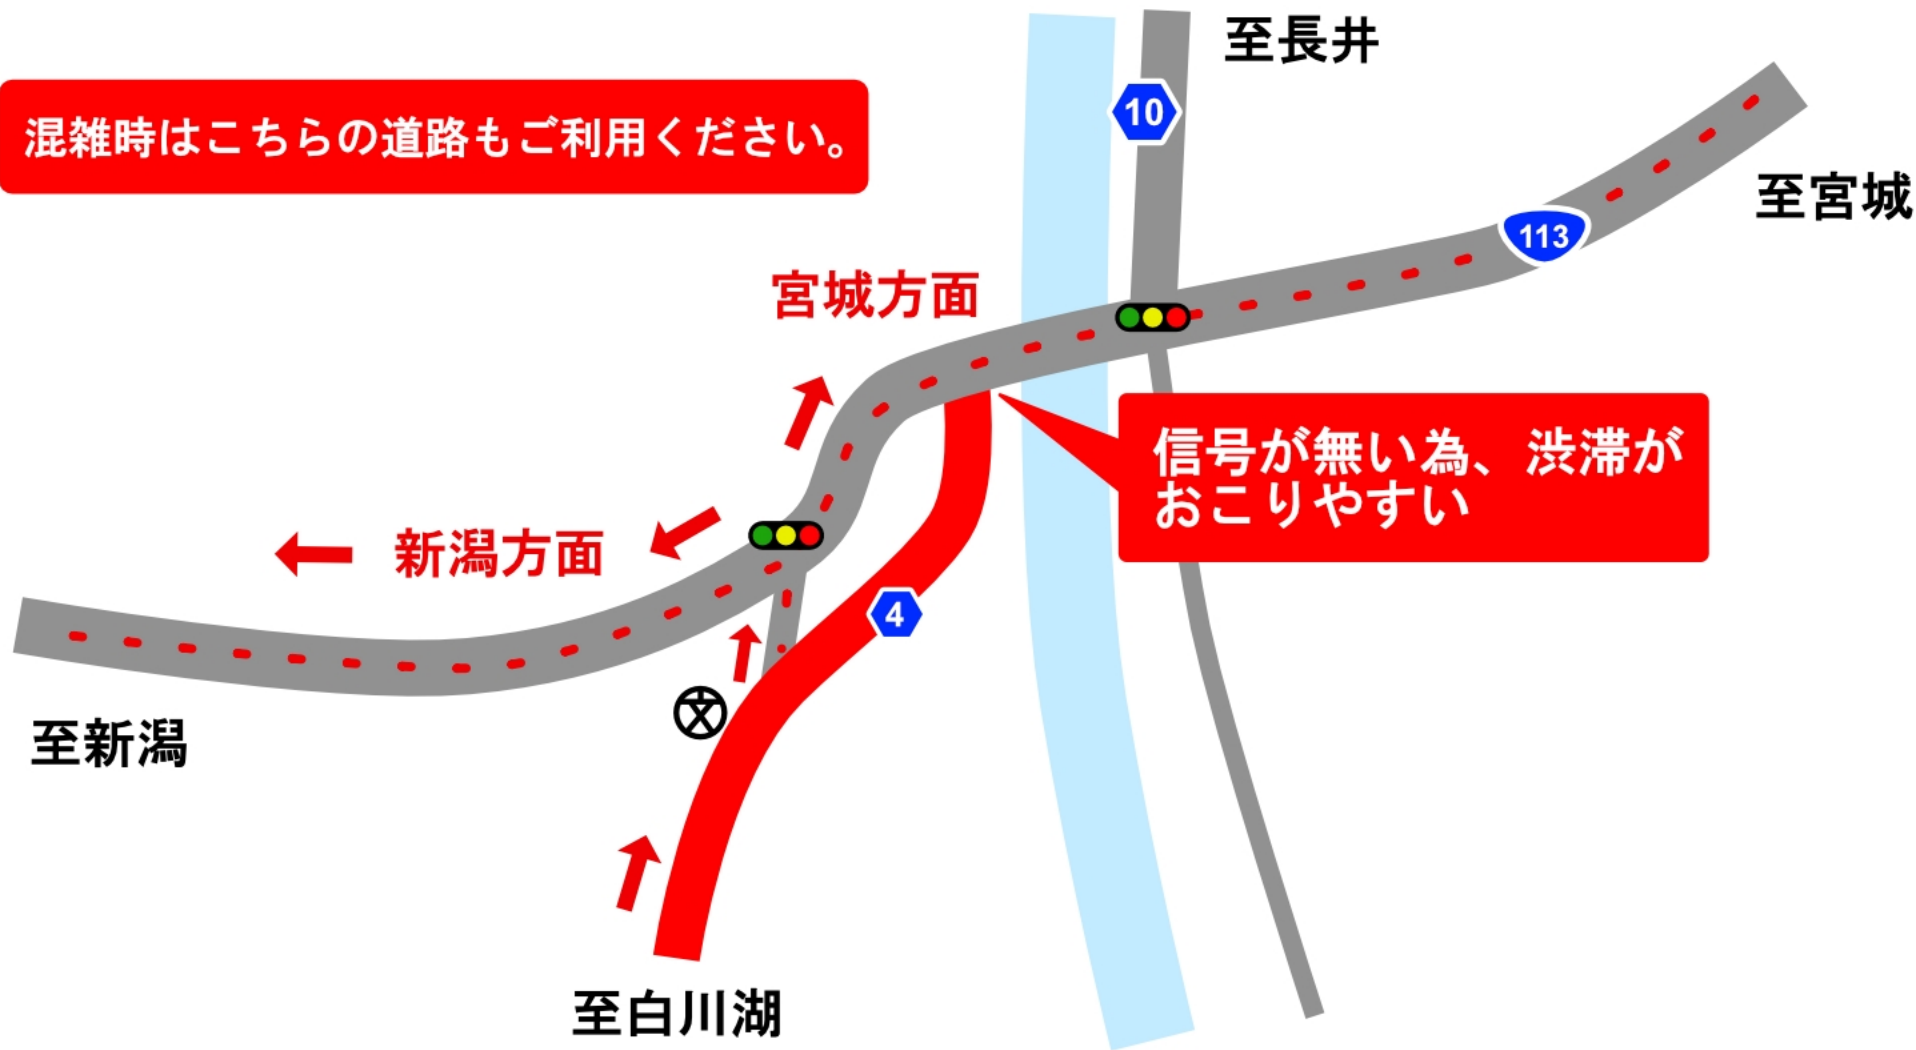 至長井
10
混雑時はこちらの道路もご利用ください。
至宮城
113
宮城方面
信号が無い為、渋滞が
おこりやすい
新潟方面
4
文
至新潟
至白川湖